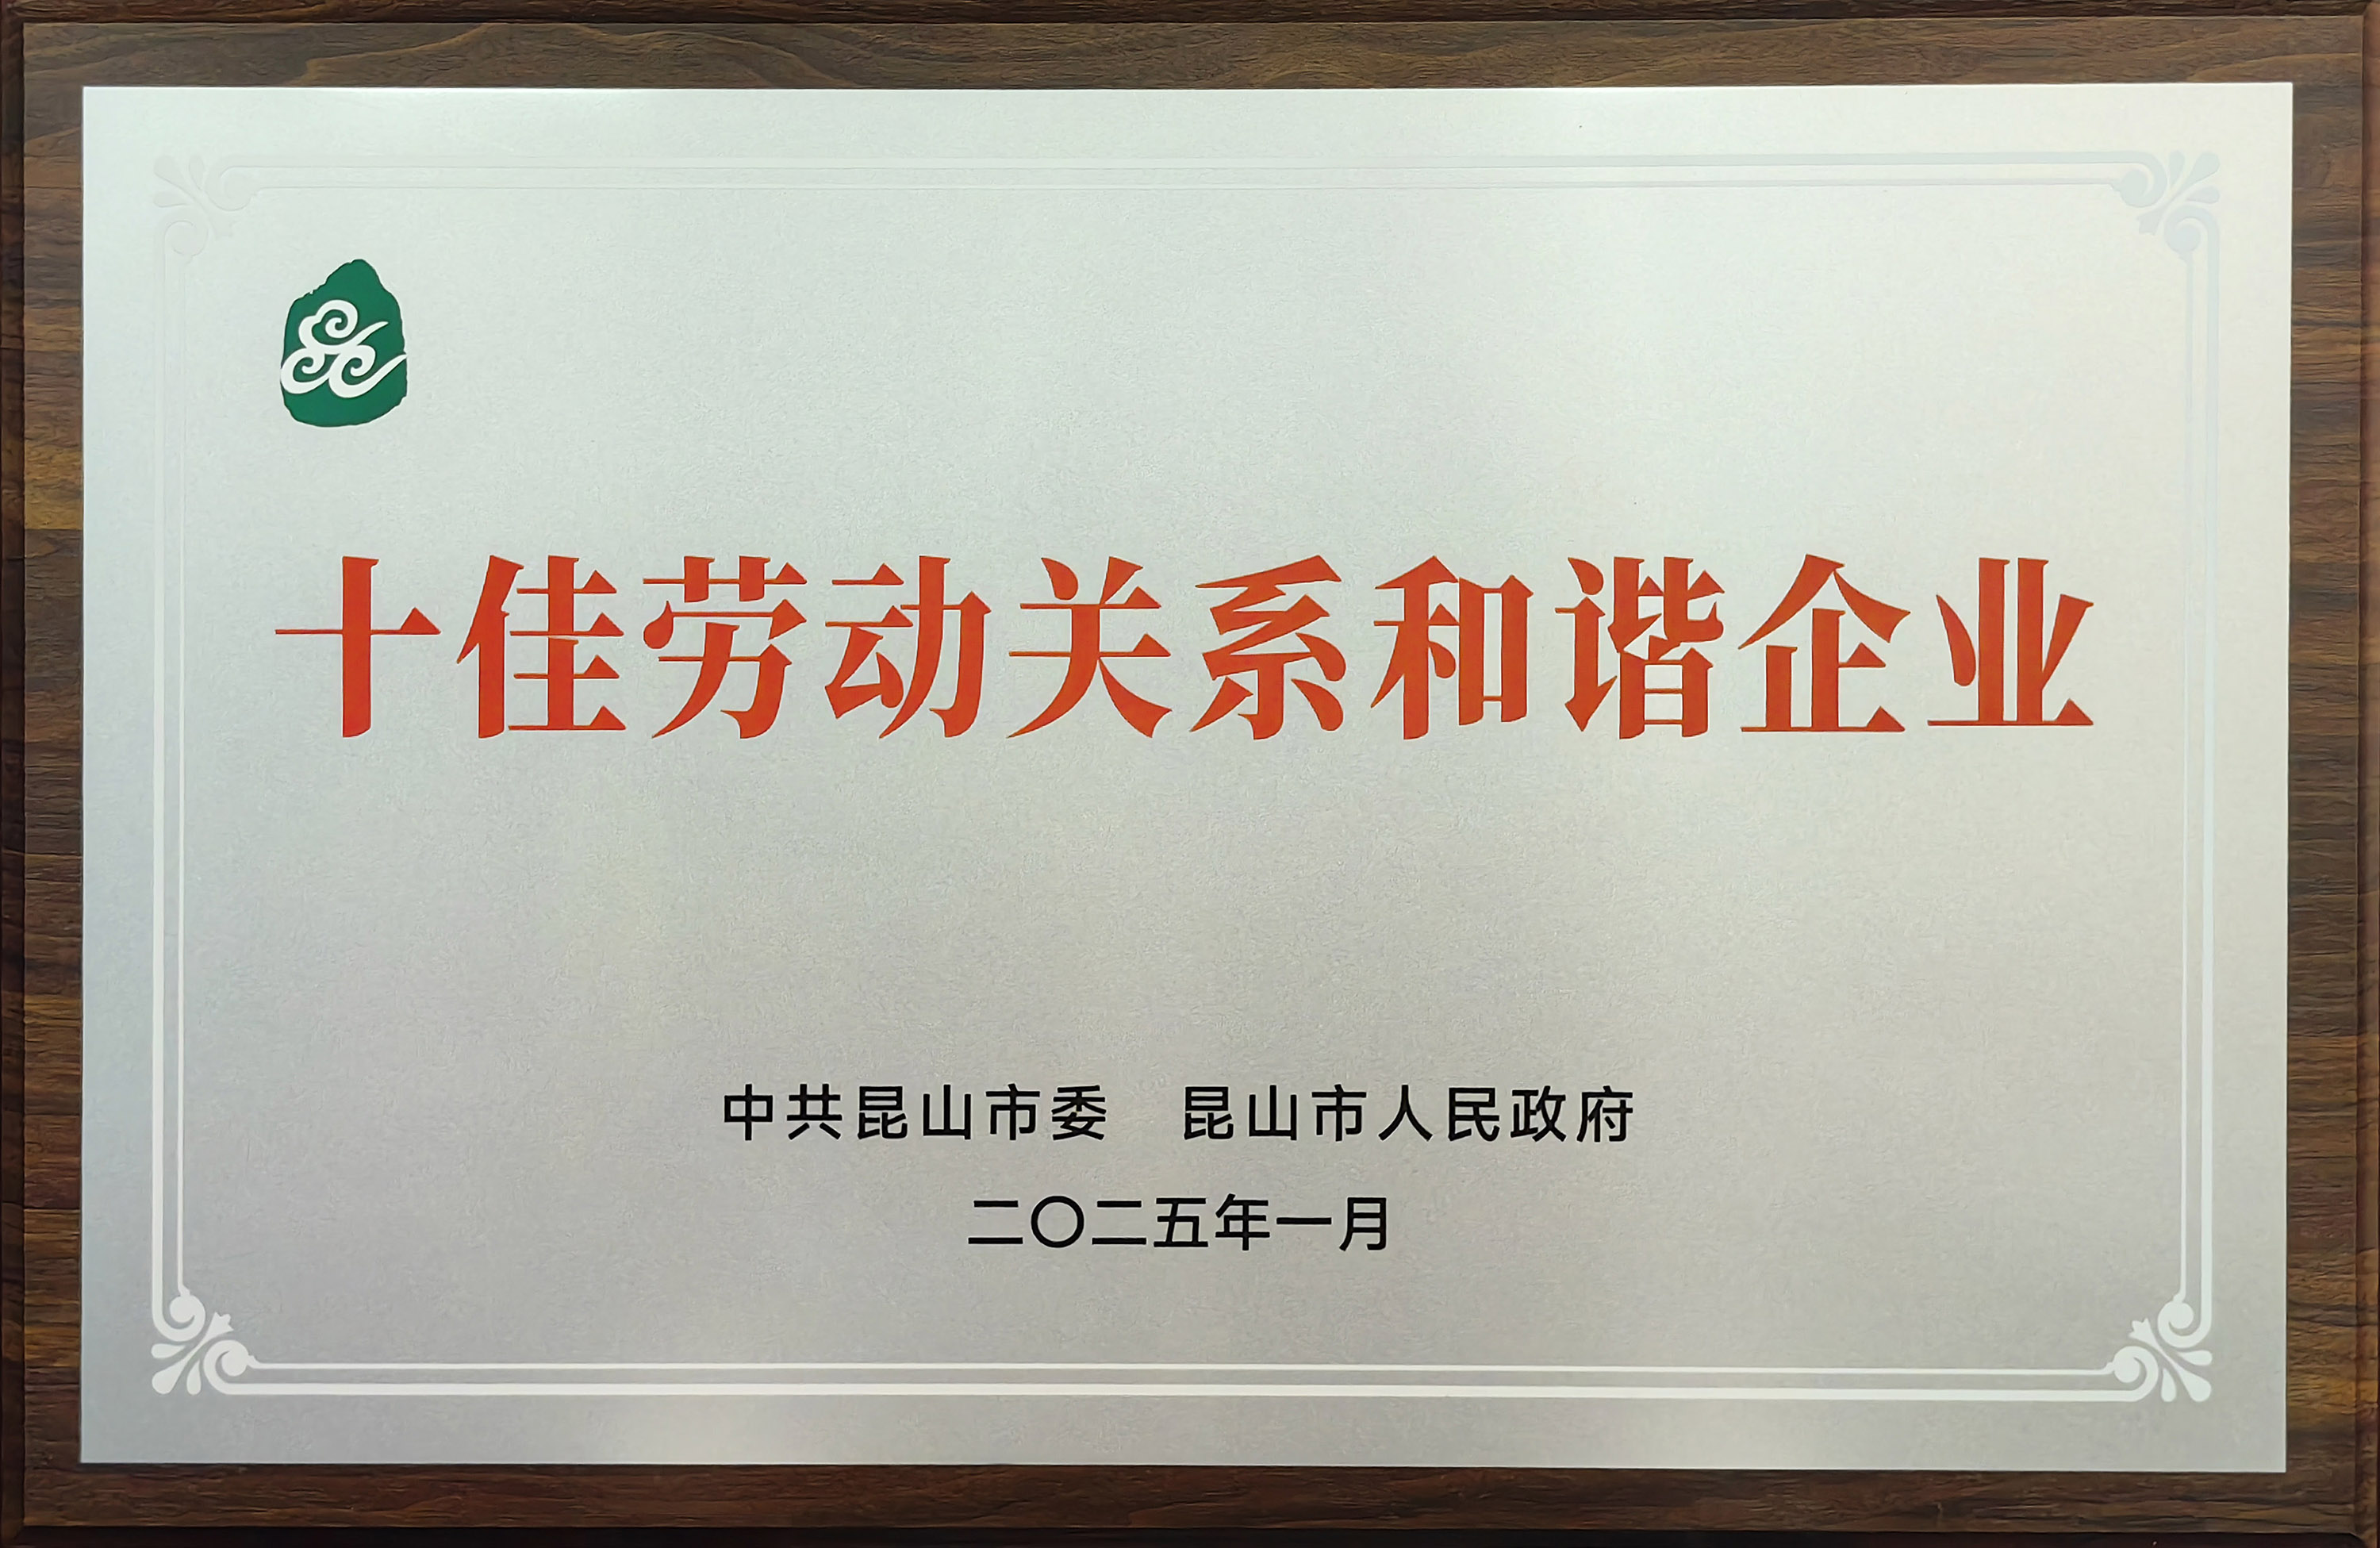 十佳劳动关系和谐企业
中共昆山市委　昆山市人民政府
二〇二五年一月